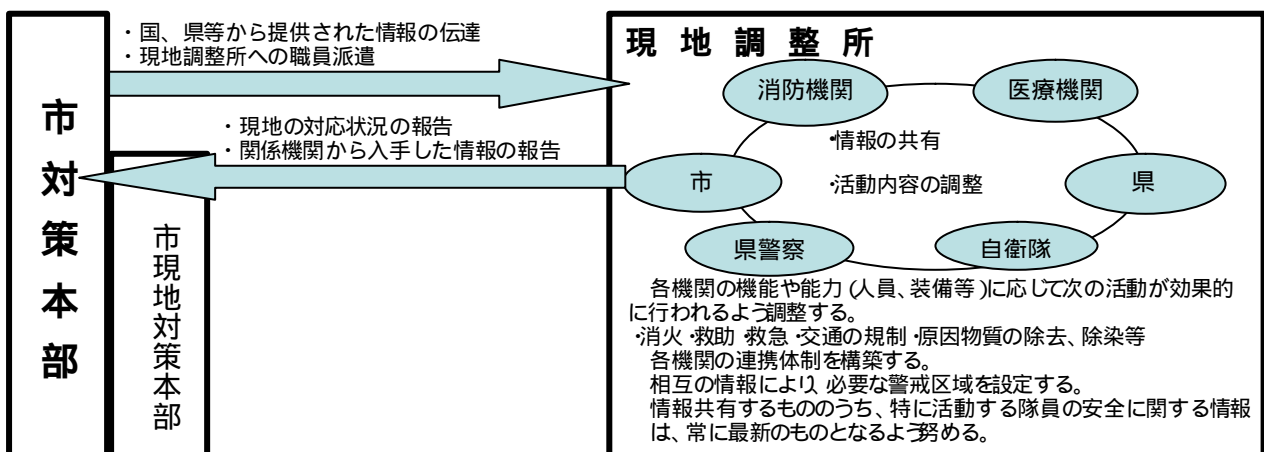 ・国、県等から提供された情報の伝達
・現地調整所への職員派遣
・現地の対応状況の報告
・関係機関から入手した情報の報告
市対策本部
市現地対策本部
現地調整所
消防機関
医療機関
・情報の共有
市
・活動内容の調整
県
県警察
自衛隊
各機関の機能や能力(人員、装備等)に応じて次の活動が効果的
に行われるよう調整する。
・消火・救助・救急・交通の規制・原因物質の除去、除染等
各機関の連携体制を構築する。
相互の情報により、必要な警戒区域を設定する。
情報共有するもののうち、特に活動する隊員の安全に関する情報
は、常に最新のものとなるよう努める。